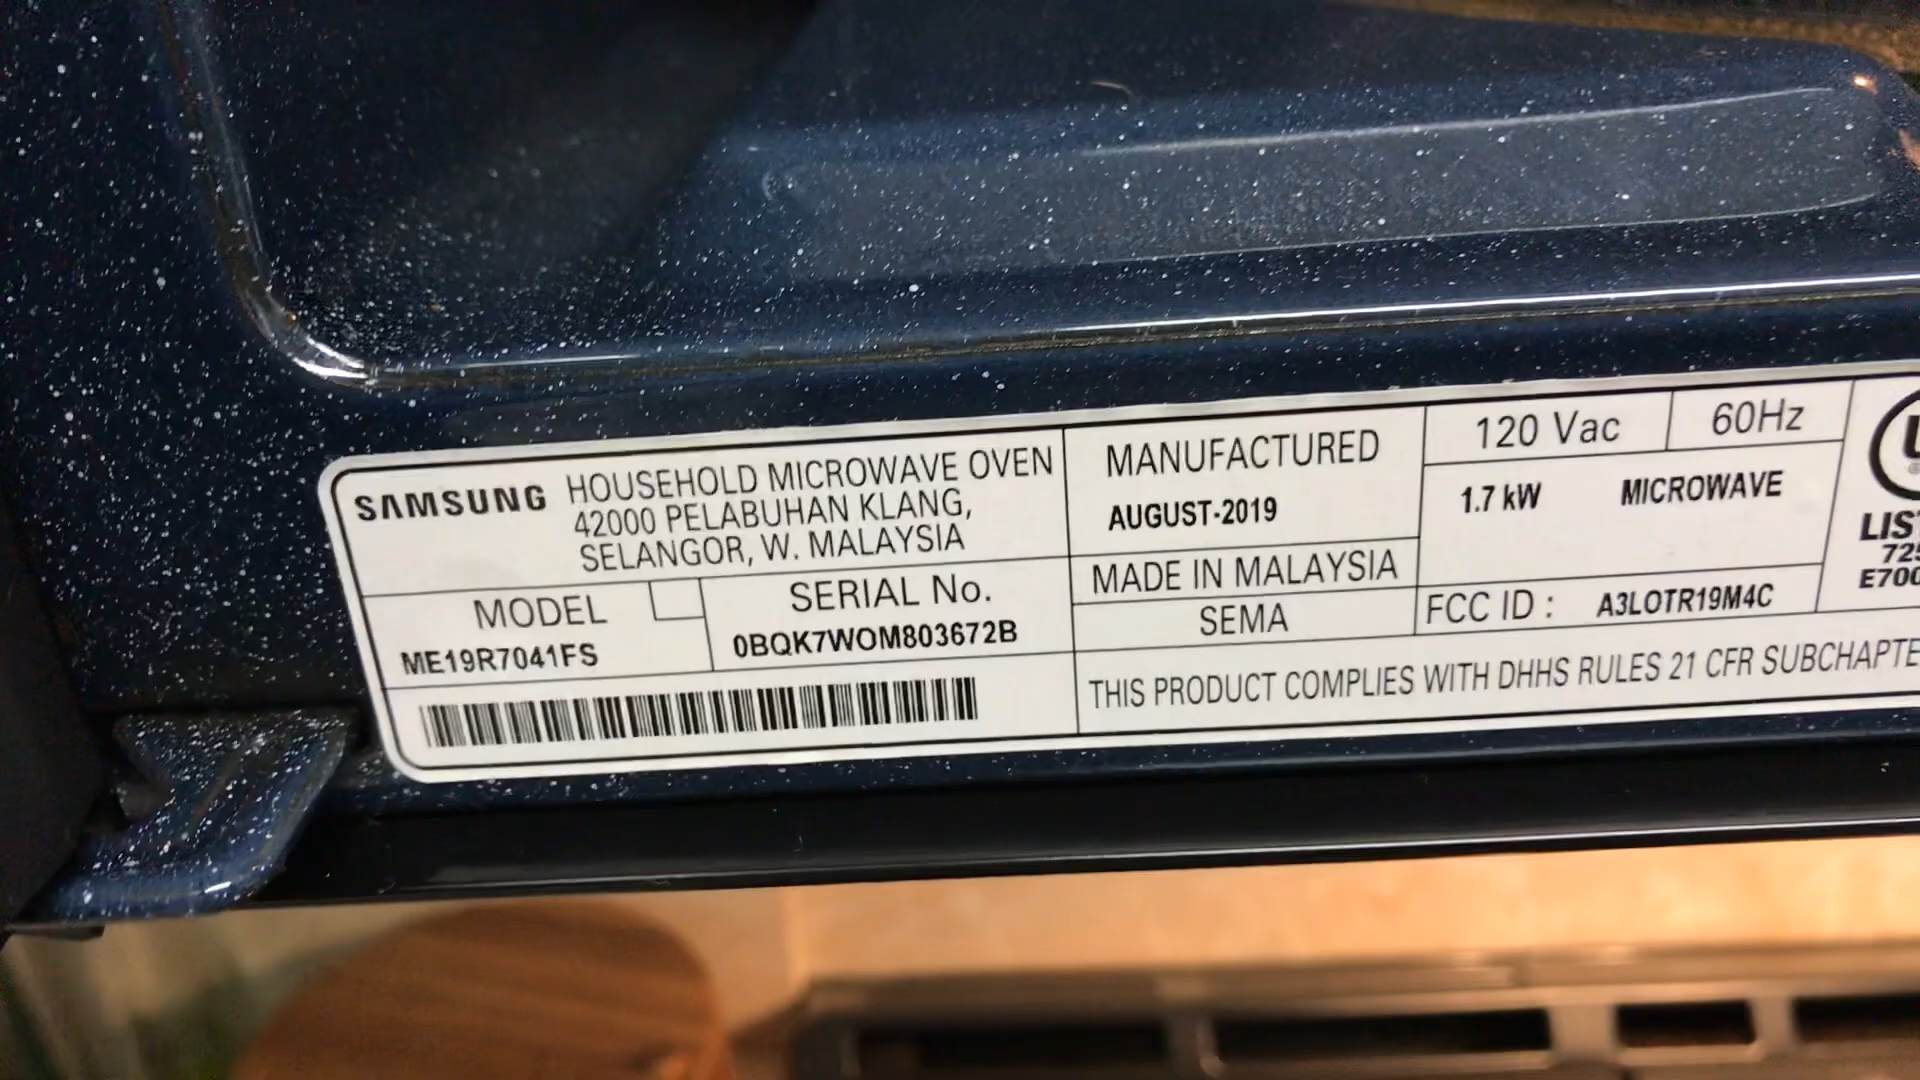 SAMSUNG
HOUSEHOLD MICROWAVE OVEN
42000 PELABUHAN KLANG,
SELANGOR, W. MALAYSIA
MODEL
ME19R7041FS
SERIAL No.
0BQK7WOM803672B
MANUFACTURED
AUGUST-2019
MADE IN MALAYSIA
SEMA
120 Vac
60Hz
1.7 kW MICROWAVE
FCC ID : A3LOTR19M4C
THIS PRODUCT COMPLIES WITH DHHS RULES 21 CFR